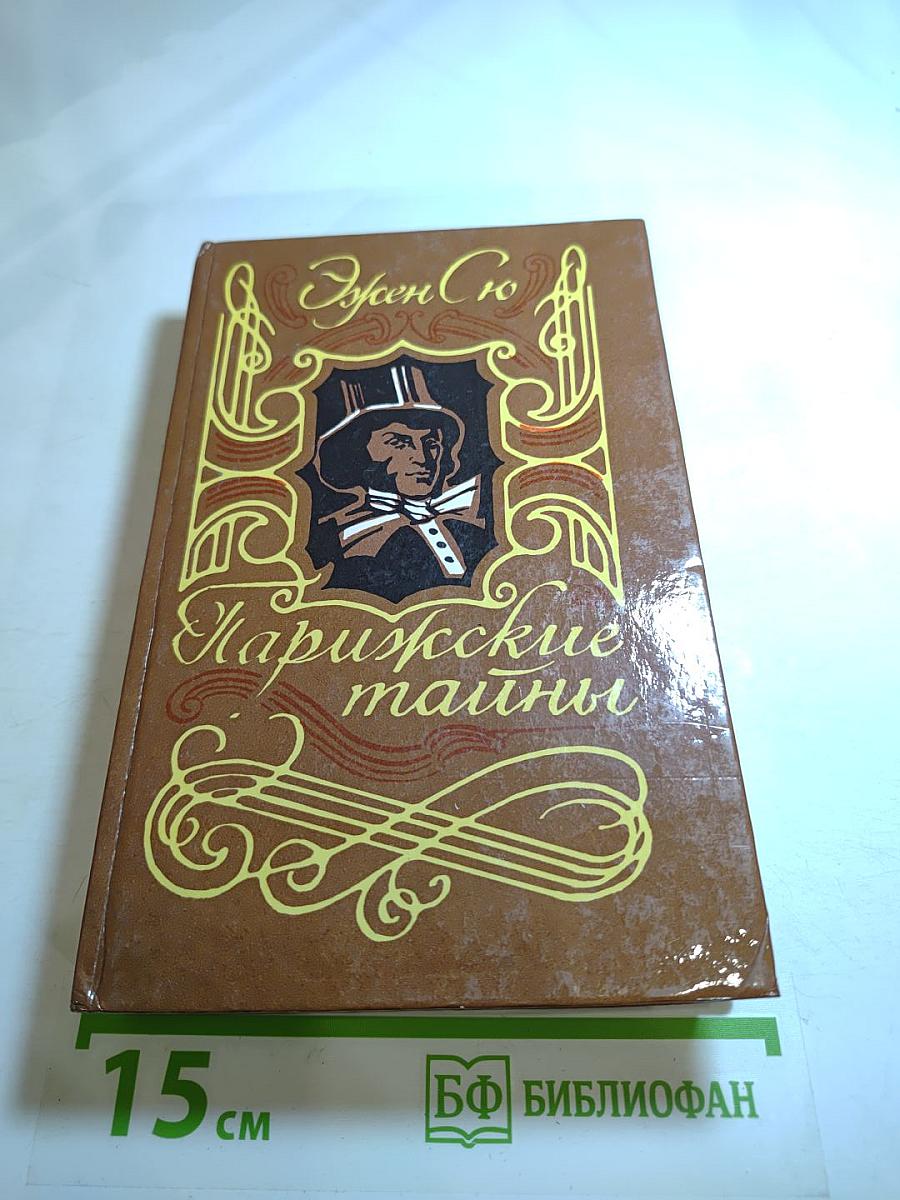 Эжен Сю
Парижские
тайны
15 см
БФ БИБЛИОФАН